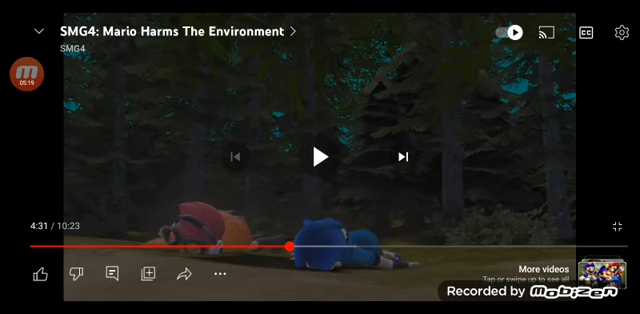 SMG4: Mario Harms The Environment
SMG4
CC
05:19
4:31 / 10:23
More videos
Tap or swipe up to see all
Recorded by MOBIZEN